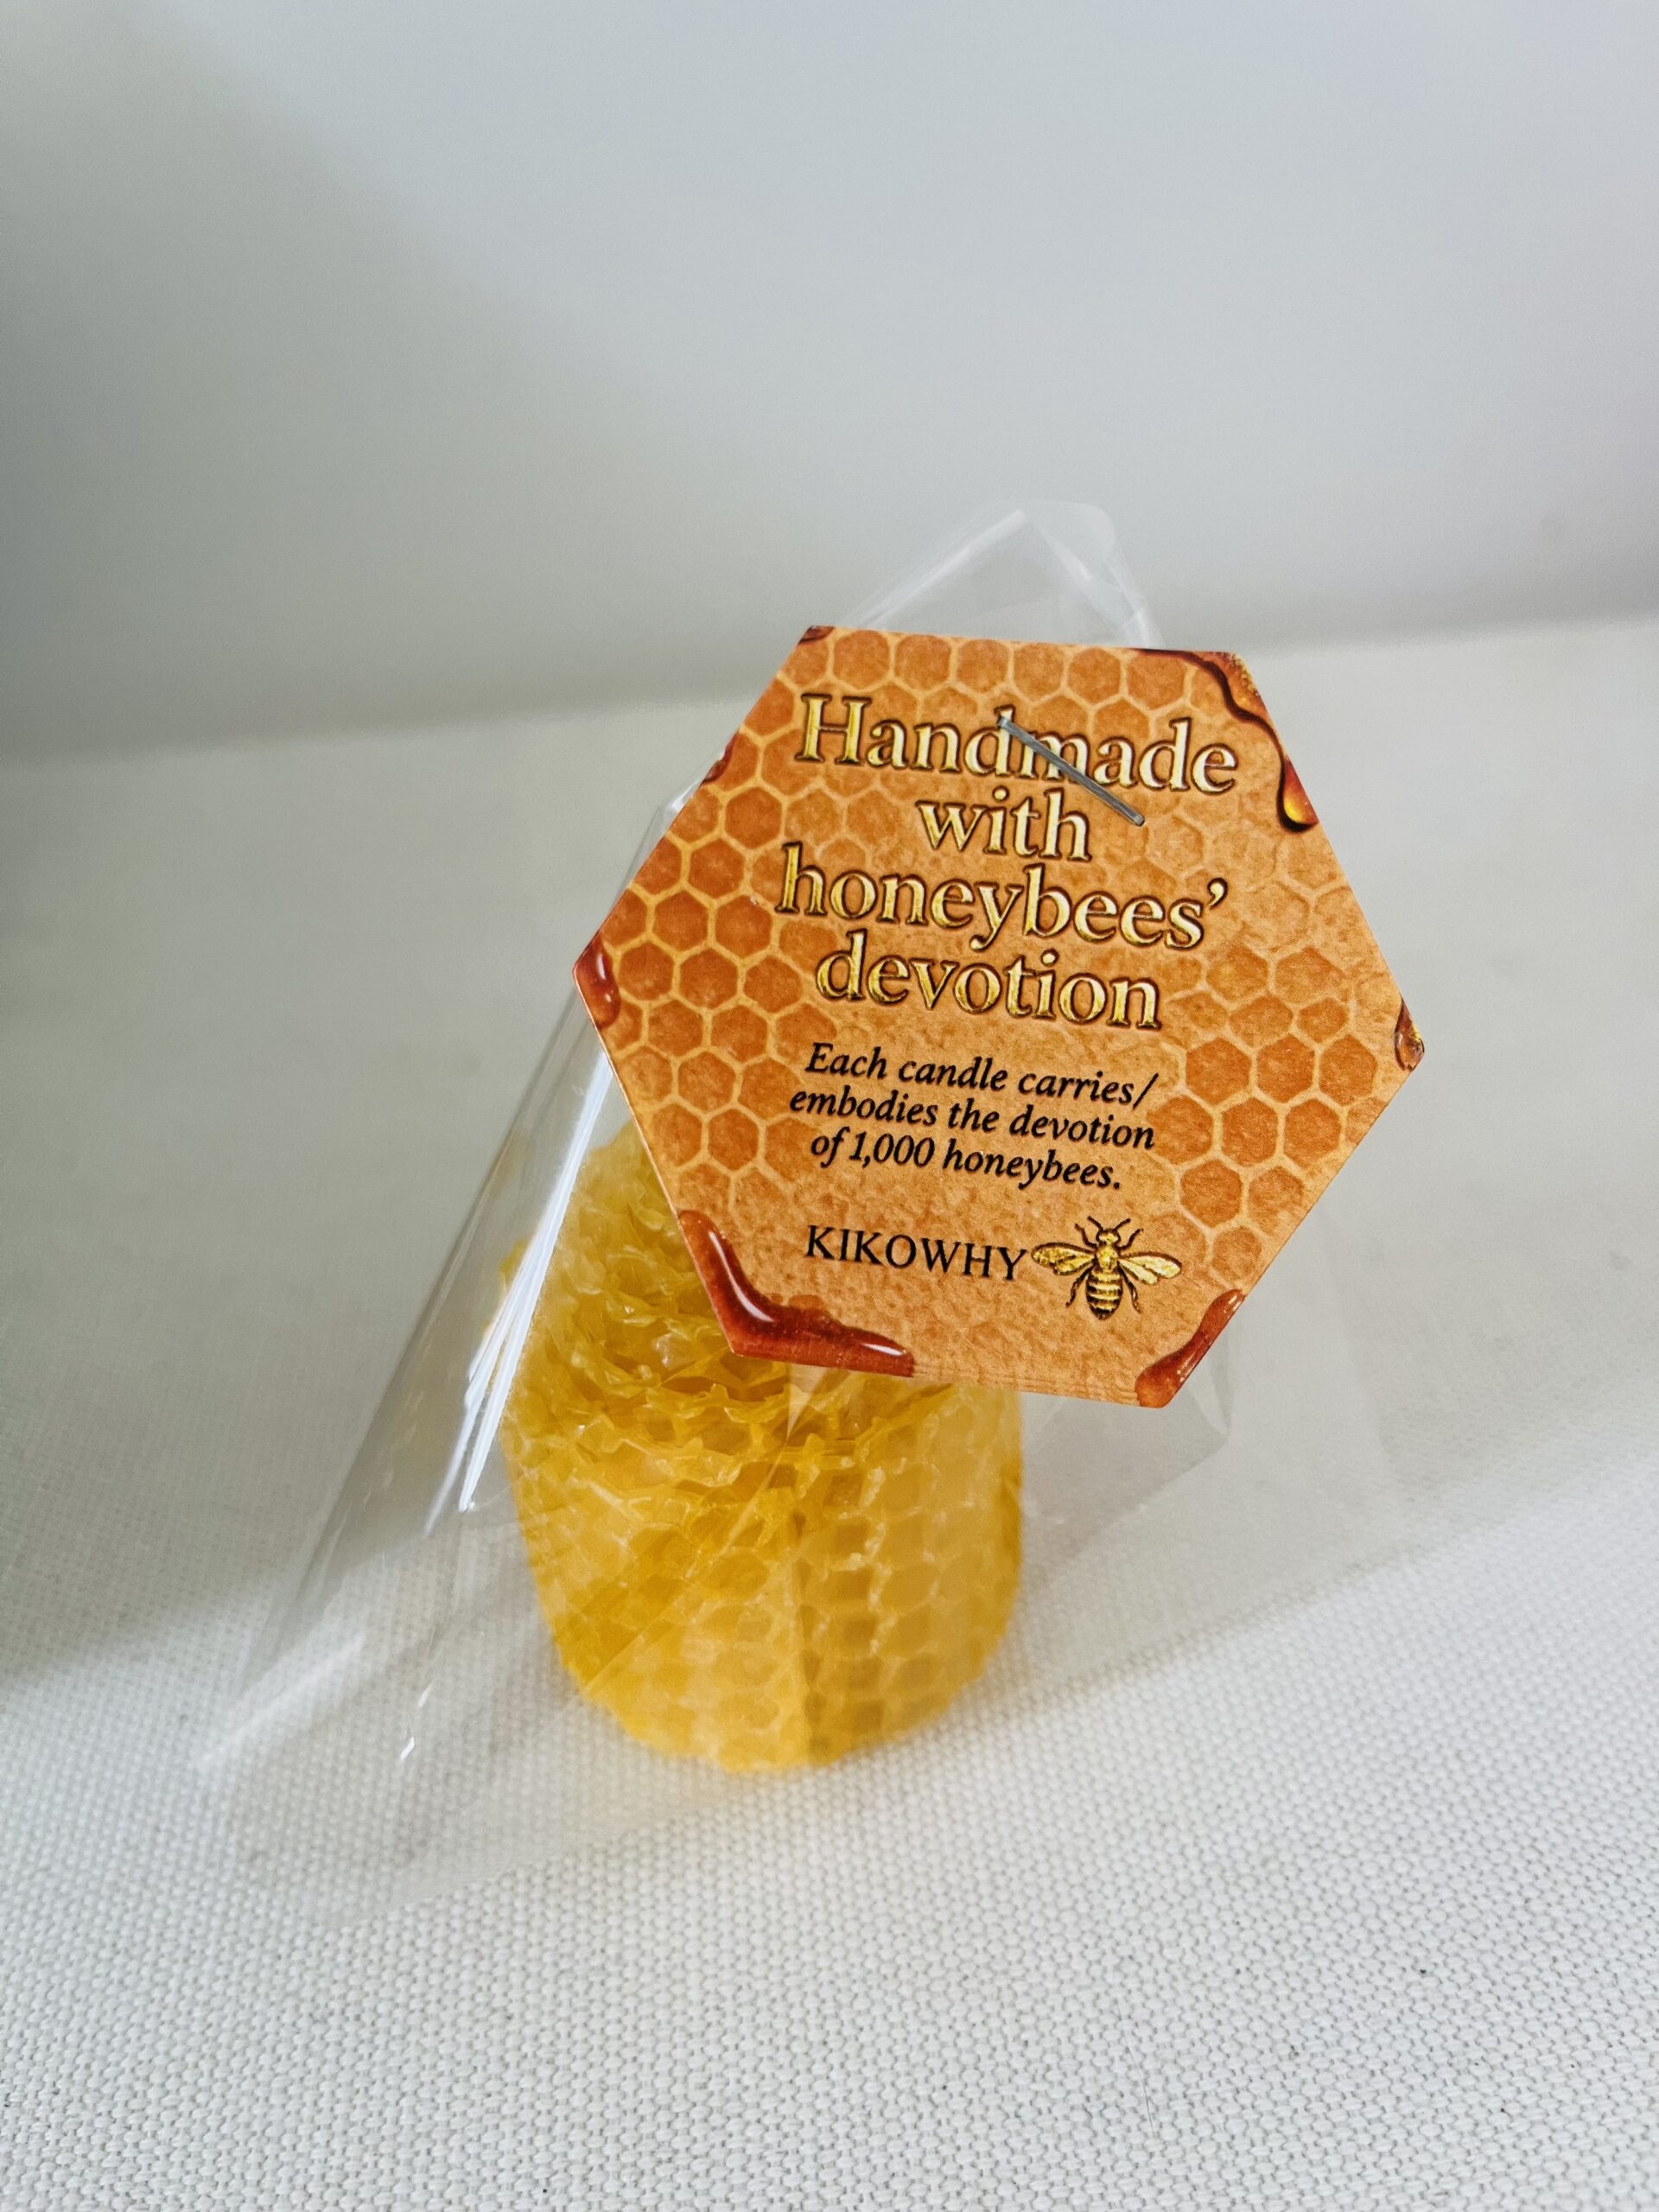 Handmade
with
honeybees’
devotion
Each candle carries/
embodies the devotion
of 1,000 honeybees.
KIKOWHY